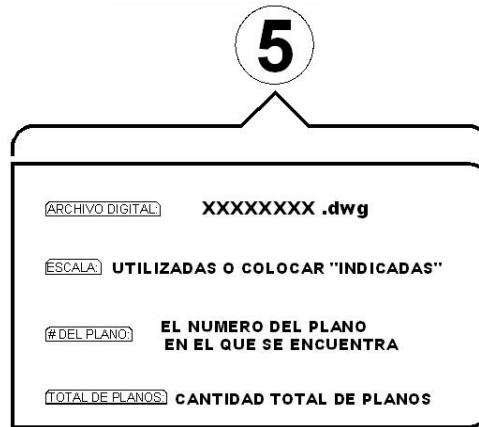 5
ARCHIVO DIGITAL: XXXXXXXX .dwg
ESCALA: UTILIZADAS O COLOCAR "INDICADAS"
# DEL PLANO: EL NUMERO DEL PLANO
EN EL QUE SE ENCUENTRA
TOTAL DE PLANOS: CANTIDAD TOTAL DE PLANOS